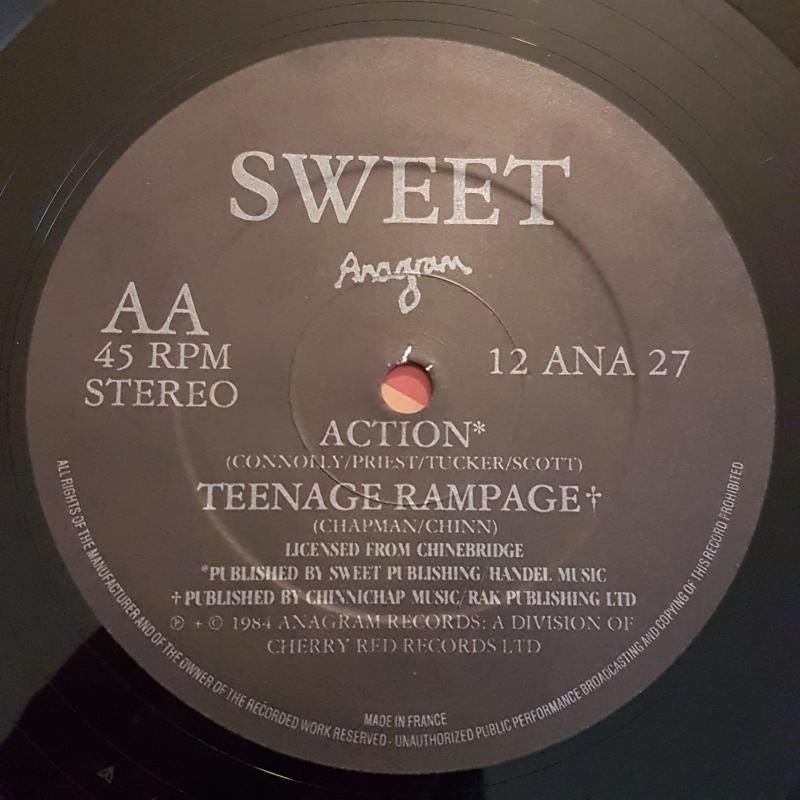 SWEET
Anagram
AA
45 RPM
STEREO
12 ANA 27
ACTION*
(CONNOLLY/PRIEST/TUCKER/SCOTT)
TEENAGE RAMPAGE†
(CHAPMAN/CHINN)
LICENSED FROM CHINEBRIDGE
*PUBLISHED BY SWEET PUBLISHING/HANDEL MUSIC
†PUBLISHED BY CHINNICHAP MUSIC/RAK PUBLISHING LTD
℗ + © 1984 ANAGRAM RECORDS: A DIVISION OF
CHERRY RED RECORDS LTD
MADE IN FRANCE
ALL RIGHTS OF THE MANUFACTURER AND OF THE OWNER OF THE RECORDED WORK RESERVED - UNAUTHORIZED PUBLIC PERFORMANCE BROADCASTING AND COPYING OF THIS RECORD PROHIBITED